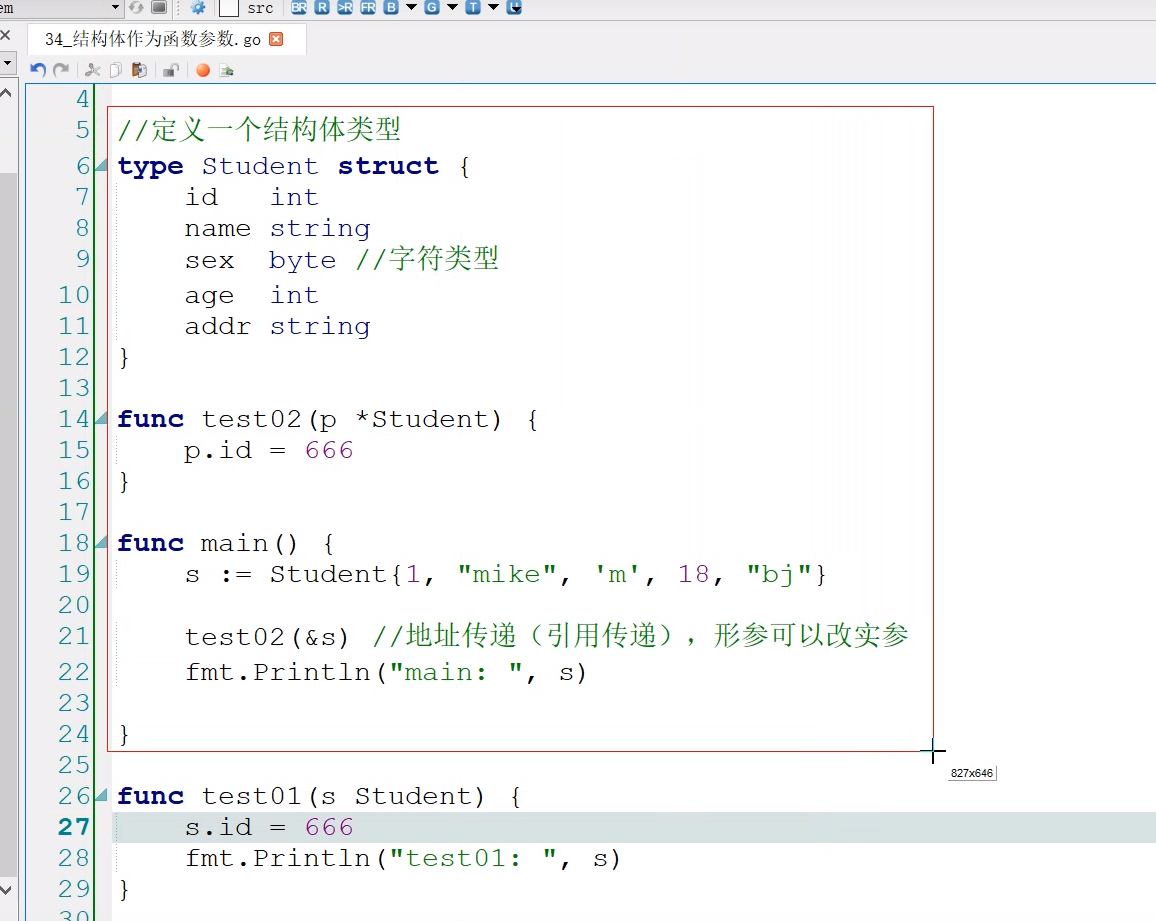 em src BR R >R FR B G T
34_结构体作为函数参数.go
4
5 //定义一个结构体类型
6 type Student struct {
7 id int
8 name string
9 sex byte //字符类型
10 age int
11 addr string
12 }
13
14 func test02(p *Student) {
15 p.id = 666
16 }
17
18 func main() {
19 s := Student{1, "mike", 'm', 18, "bj"}
20
21 test02(&s) //地址传递（引用传递），形参可以改实参
22 fmt.Println("main: ", s)
23
24 }
25
827x646
26 func test01(s Student) {
27 s.id = 666
28 fmt.Println("test01: ", s)
29 }
30